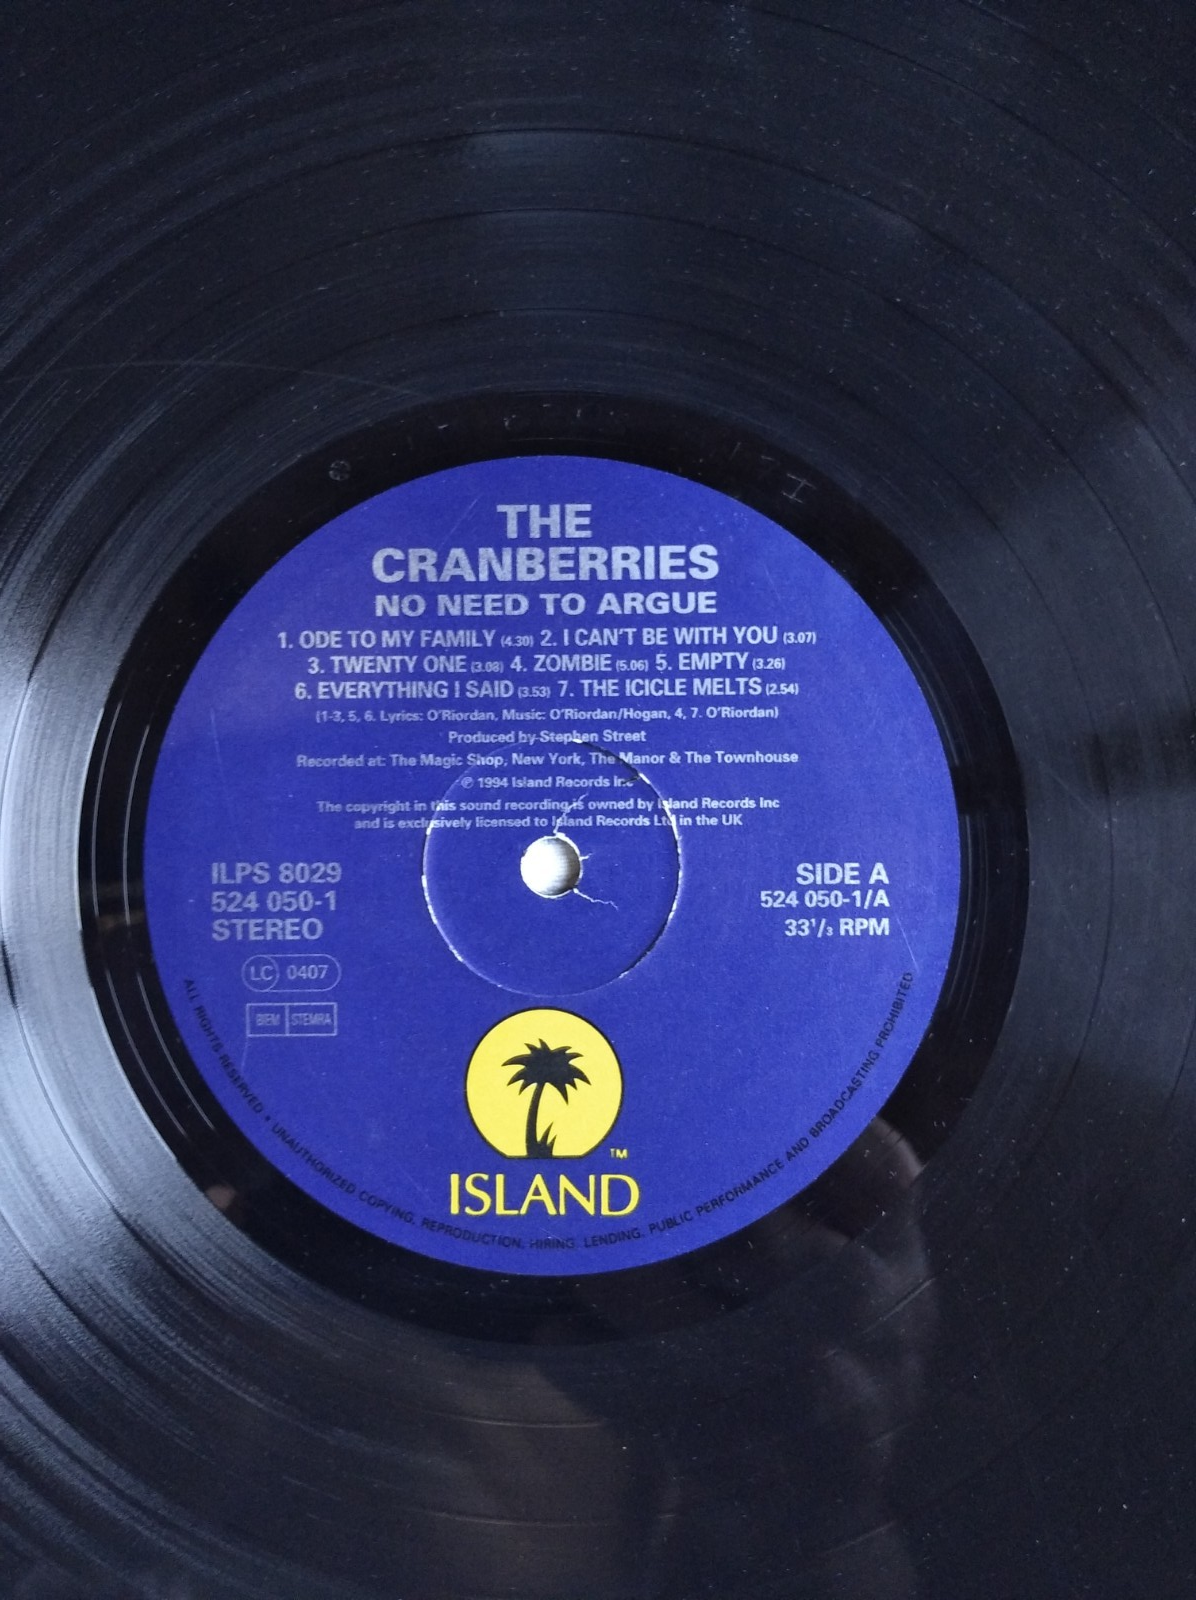 THE
CRANBERRIES
NO NEED TO ARGUE
1. ODE TO MY FAMILY (4.30) 2. I CAN'T BE WITH YOU (3.07)
3. TWENTY ONE (3.08) 4. ZOMBIE (5.06) 5. EMPTY (3.26)
6. EVERYTHING I SAID (3.53) 7. THE ICICLE MELTS (2.54)
(1-3, 5, 6. Lyrics: O'Riordan, Music: O'Riordan/Hogan, 4, 7. O'Riordan)
Produced by Stephen Street
Recorded at: The Magic Shop, New York, The Manor & The Townhouse
℗ 1994 Island Records Inc
The copyright in this sound recording is owned by Island Records Inc
and is exclusively licensed to Island Records Ltd in the UK
ILPS 8029
524 050-1
STEREO
LC 0407
BIEM STEMRA
SIDE A
524 050-1/A
33 1/3 RPM
TM
ISLAND
ALL RIGHTS RESERVED • UNAUTHORIZED COPYING, REPRODUCTION, HIRING, LENDING, PUBLIC PERFORMANCE AND BROADCASTING PROHIBITED